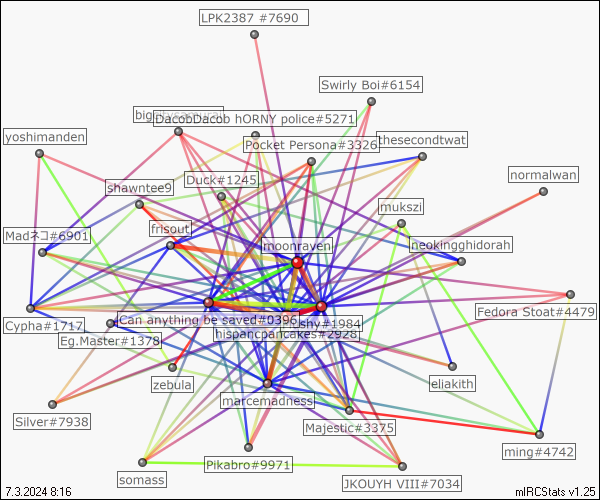 LPK2387 #7690
Swirly Boi#6154
DacobDacob hORNY police#5271
yoshimanden
Pocket Persona#3326
thesecondtwat
normalwan
Duck#1245
shawntee9
mukszi
Madネコ#6901
frisout
moonraven
neokingghidorah
Fedora Stoat#4479
Cypha#1717
Can anything be saved#0396
shy#1984
hispanicpancakes#2928
Eg.Master#1378
zebula
eliakith
marcemadness
Silver#7938
Majestic#3375
ming#4742
Pikabro#9971
somass
JKOUYH VIII#7034
7.3.2024 8:16
mIRCStats v1.25